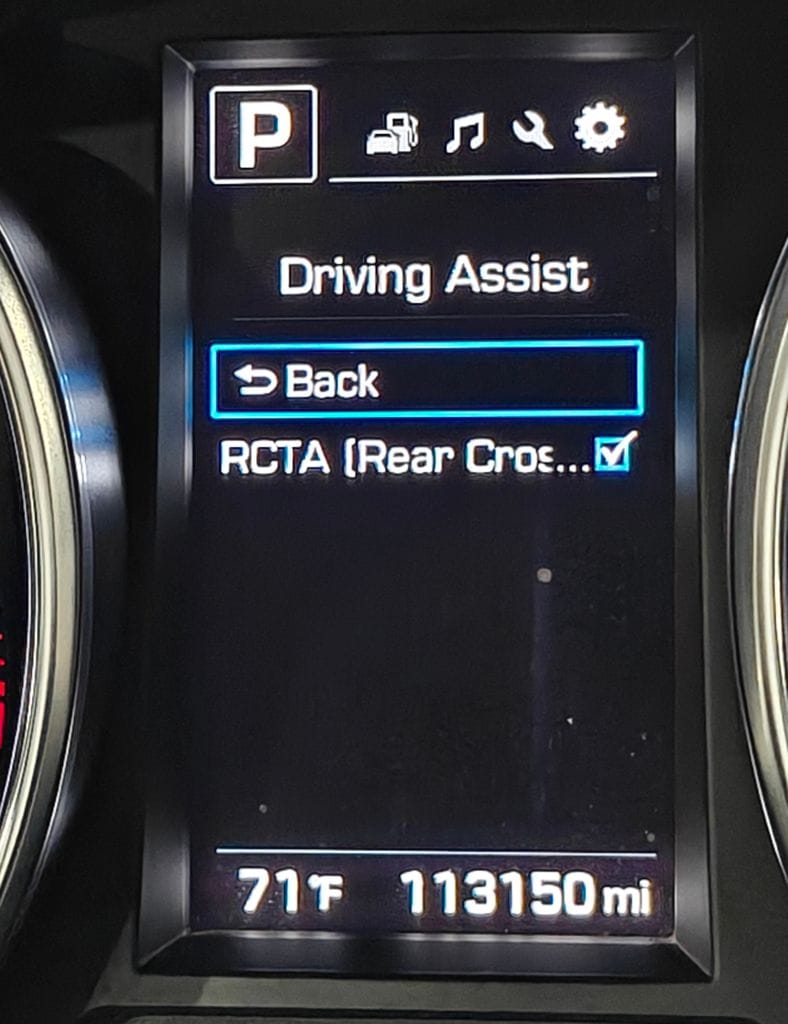 P
Driving Assist
Back
RCTA (Rear Cros...
71°F 113150 mi